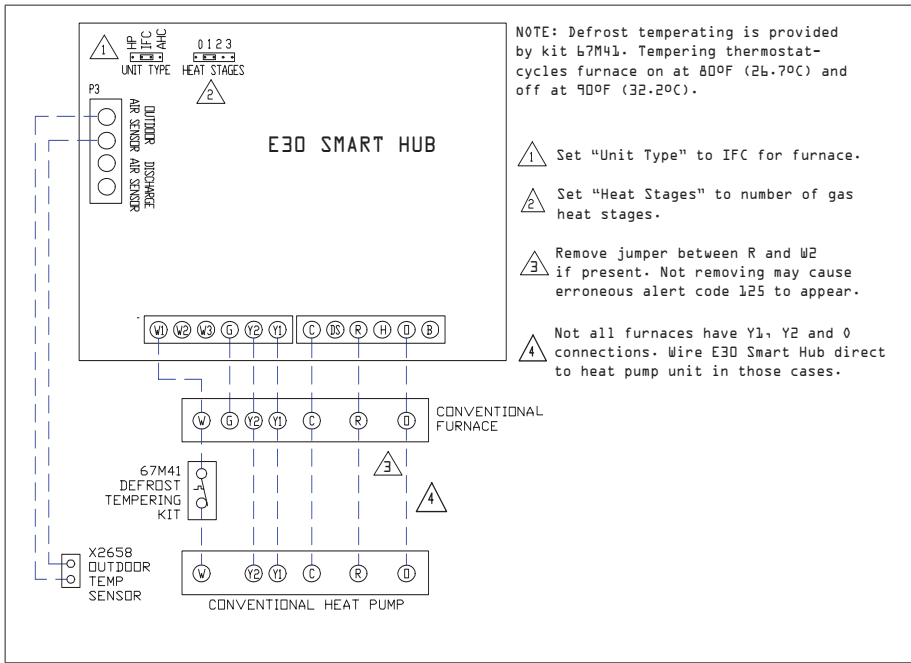 1
HP
IFC
AHC
UNIT TYPE
0 1 2 3
HEAT STAGES
2
P3
OUTDOOR
AIR SENSOR
DISCHARGE
AIR SENSOR
E30 SMART HUB
W1 W2 W3 G Y2 Y1 C DS R H O B
W G Y2 Y1 C R O
CONVENTIONAL
FURNACE
3
4
67M41
DEFROST
TEMPERING
KIT
X2658
OUTDOOR
TEMP
SENSOR
W Y2 Y1 C R O
CONVENTIONAL HEAT PUMP
NOTE: Defrost temperating is provided
by kit 67M41. Tempering thermostat-
cycles furnace on at 80ºF (26.7ºC) and
off at 90ºF (32.2ºC).
1 Set “Unit Type” to IFC for furnace.
2 Set “Heat Stages” to number of gas
heat stages.
3 Remove jumper between R and W2
if present. Not removing may cause
erroneous alert code 125 to appear.
4 Not all furnaces have Y1, Y2 and O
connections. Wire E30 Smart Hub direct
to heat pump unit in those cases.